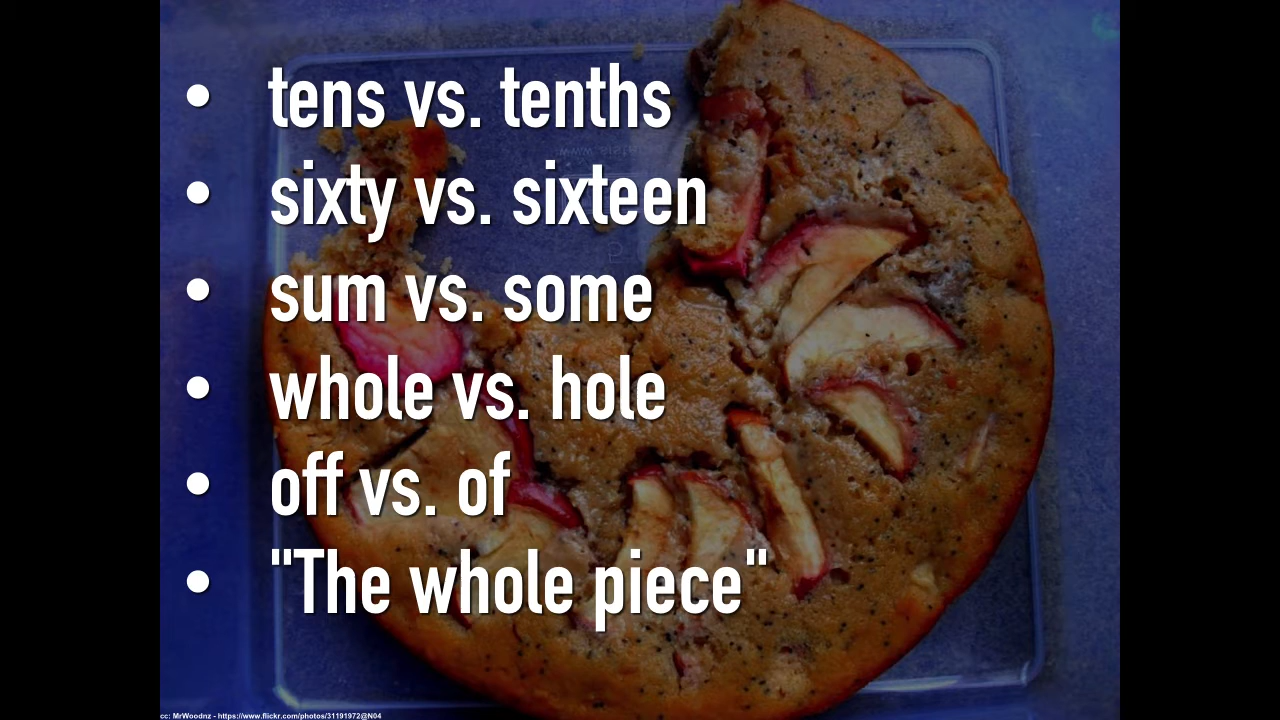 • tens vs. tenths
• sixty vs. sixteen
• sum vs. some
• whole vs. hole
• off vs. of
• "The whole piece"
cc: MrWoodnz - https://www.flickr.com/photos/31191972@N04